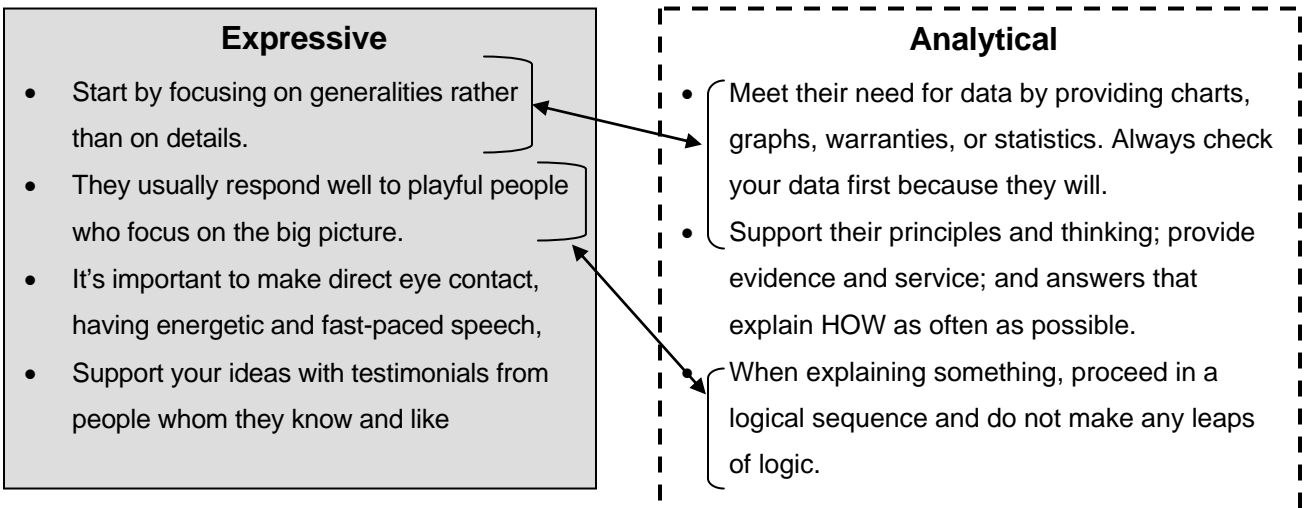 Expressive
• Start by focusing on generalities rather
than on details.
• They usually respond well to playful people
who focus on the big picture.
• It’s important to make direct eye contact,
having energetic and fast-paced speech,
• Support your ideas with testimonials from
people whom they know and like
Analytical
• Meet their need for data by providing charts,
graphs, warranties, or statistics. Always check
your data first because they will.
• Support their principles and thinking; provide
evidence and service; and answers that
explain HOW as often as possible.
• When explaining something, proceed in a
logical sequence and do not make any leaps
of logic.